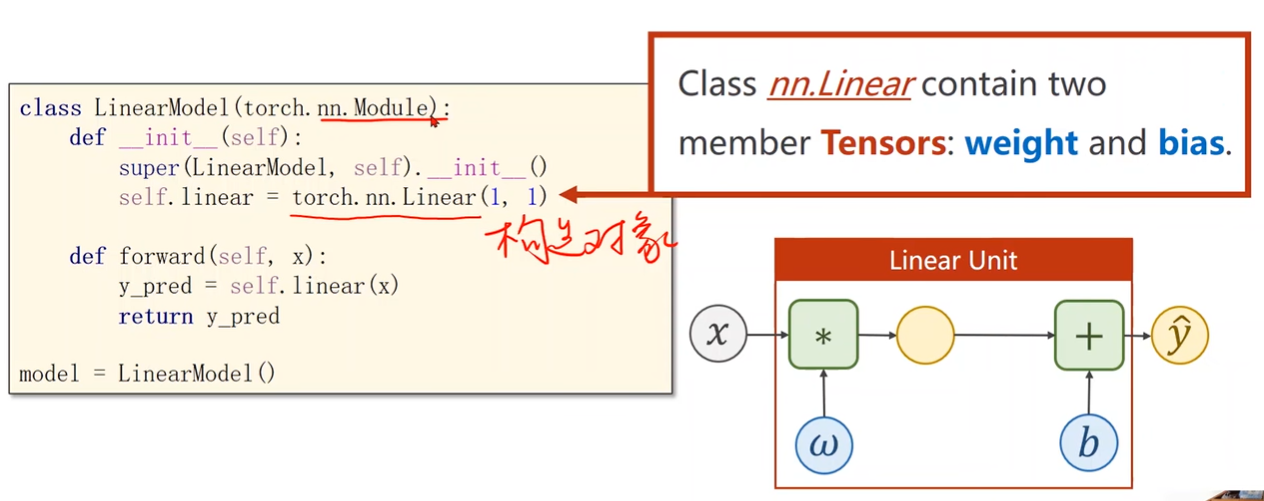 Class nn.Linear contain two
member Tensors: weight and bias.
class LinearModel(torch.nn.Module):
def __init__(self):
super(LinearModel, self).__init__()
self.linear = torch.nn.Linear(1, 1)
构造对象
def forward(self, x):
y_pred = self.linear(x)
return y_pred
model = LinearModel()
Linear Unit
x
*
+
ŷ
ω
b